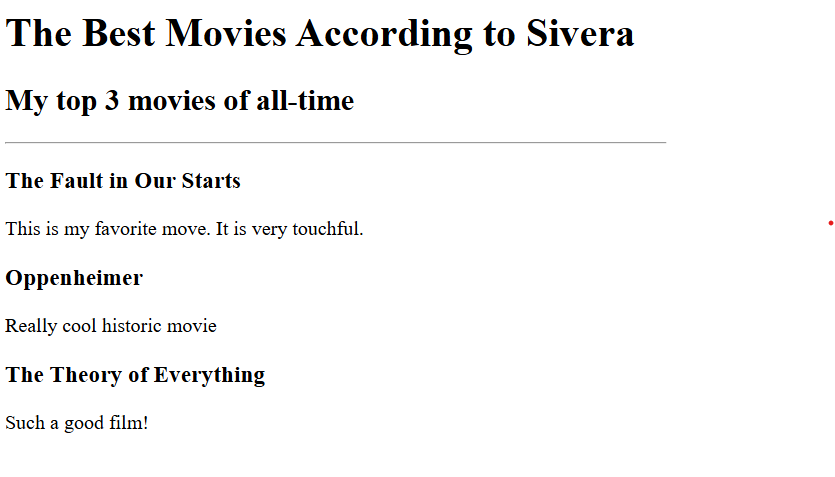 The Best Movies According to Sivera
My top 3 movies of all-time
The Fault in Our Starts
This is my favorite move. It is very touchful.
Oppenheimer
Really cool historic movie
The Theory of Everything
Such a good film!